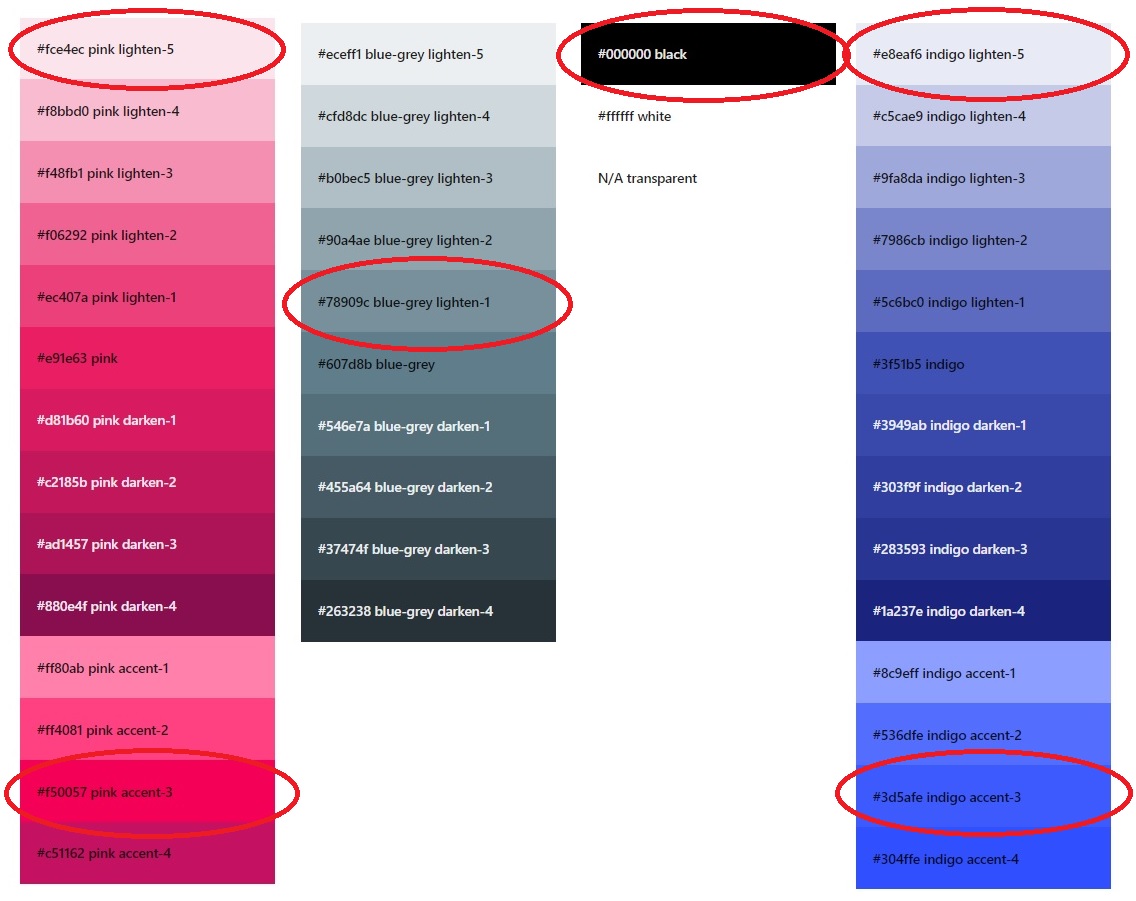 #fce4ec pink lighten-5
#f8bbd0 pink lighten-4
#f48fb1 pink lighten-3
#f06292 pink lighten-2
#ec407a pink lighten-1
#e91e63 pink
#d81b60 pink darken-1
#c2185b pink darken-2
#ad1457 pink darken-3
#880e4f pink darken-4
#ff80ab pink accent-1
#ff4081 pink accent-2
#f50057 pink accent-3
#c51162 pink accent-4
#eceff1 blue-grey lighten-5
#cfd8dc blue-grey lighten-4
#b0bec5 blue-grey lighten-3
#90a4ae blue-grey lighten-2
#78909c blue-grey lighten-1
#607d8b blue-grey
#546e7a blue-grey darken-1
#455a64 blue-grey darken-2
#37474f blue-grey darken-3
#263238 blue-grey darken-4
#000000 black
#ffffff white
N/A transparent
#e8eaf6 indigo lighten-5
#c5cae9 indigo lighten-4
#9fa8da indigo lighten-3
#7986cb indigo lighten-2
#5c6bc0 indigo lighten-1
#3f51b5 indigo
#3949ab indigo darken-1
#303f9f indigo darken-2
#283593 indigo darken-3
#1a237e indigo darken-4
#8c9eff indigo accent-1
#536dfe indigo accent-2
#3d5afe indigo accent-3
#304ffe indigo accent-4